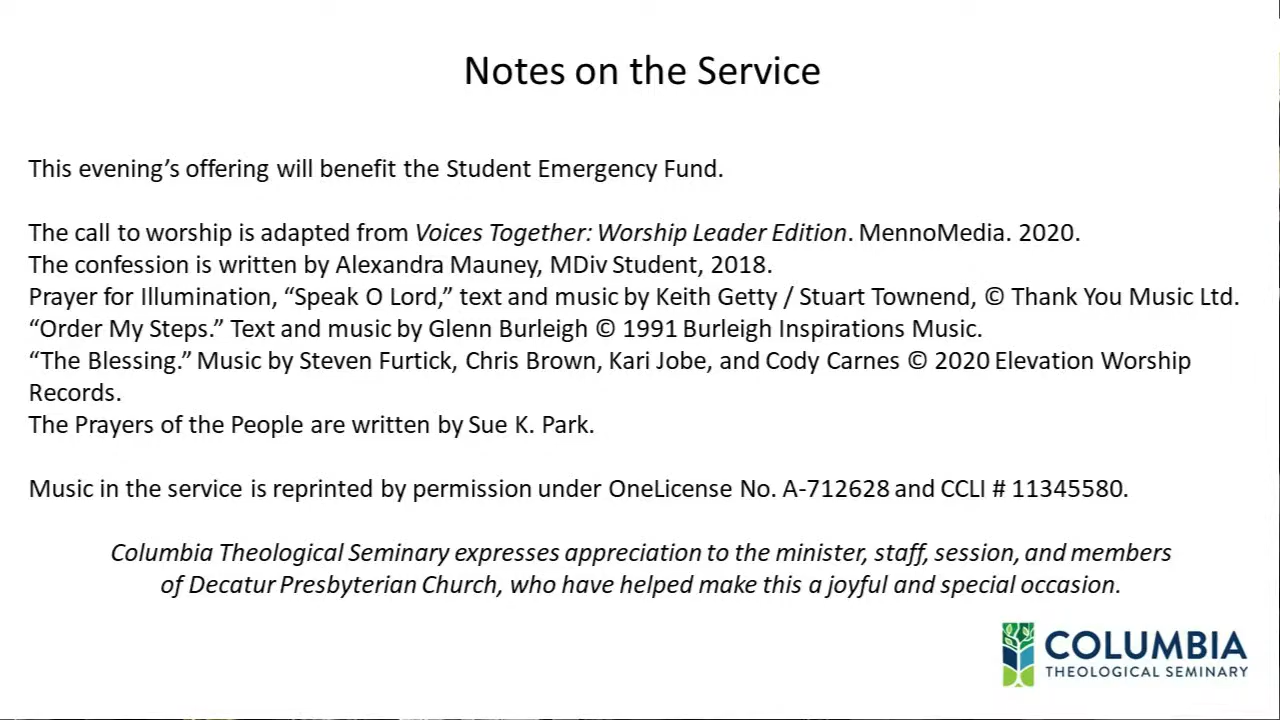 Notes on the Service
This evening’s offering will benefit the Student Emergency Fund.
The call to worship is adapted from Voices Together: Worship Leader Edition. MennoMedia. 2020.
The confession is written by Alexandra Mauney, MDiv Student, 2018.
Prayer for Illumination, “Speak O Lord,” text and music by Keith Getty / Stuart Townend, © Thank You Music Ltd.
“Order My Steps.” Text and music by Glenn Burleigh © 1991 Burleigh Inspirations Music.
“The Blessing.” Music by Steven Furtick, Chris Brown, Kari Jobe, and Cody Carnes © 2020 Elevation Worship
Records.
The Prayers of the People are written by Sue K. Park.
Music in the service is reprinted by permission under OneLicense No. A-712628 and CCLI # 11345580.
Columbia Theological Seminary expresses appreciation to the minister, staff, session, and members
of Decatur Presbyterian Church, who have helped make this a joyful and special occasion.
COLUMBIA
THEOLOGICAL SEMINARY